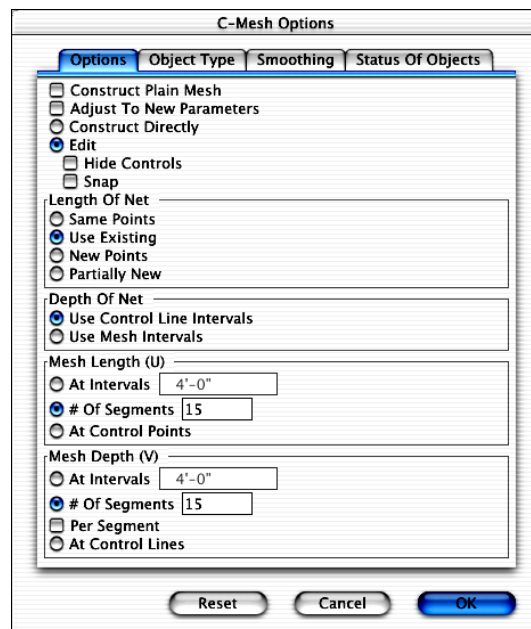 C-Mesh Options
Options Object Type Smoothing Status Of Objects
Construct Plain Mesh
Adjust To New Parameters
Construct Directly
Edit
Hide Controls
Snap
Length Of Net
Same Points
Use Existing
New Points
Partially New
Depth Of Net
Use Control Line Intervals
Use Mesh Intervals
Mesh Length (U)
At Intervals 4'-0"
# Of Segments 15
At Control Points
Mesh Depth (V)
At Intervals 4'-0"
# Of Segments 15
Per Segment
At Control Lines
Reset Cancel OK